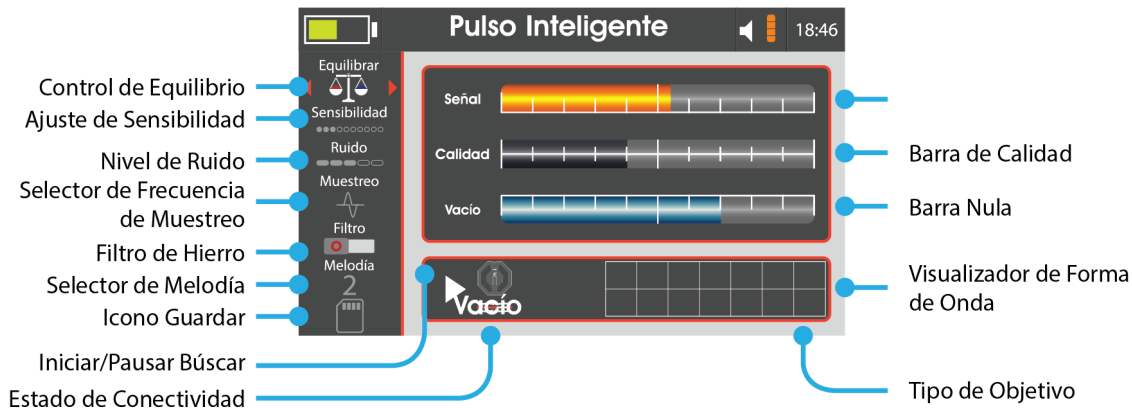 Pulso Inteligente
18:46
Equilibrar
Sensibilidad
Ruido
Muestreo
Filtro
Melodía
2
Señal
Calidad
Vacío
Vacío
Control de Equilibrio
Ajuste de Sensibilidad
Nivel de Ruido
Selector de Frecuencia
de Muestreo
Filtro de Hierro
Selector de Melodía
Icono Guardar
Iniciar/Pausar Búscar
Estado de Conectividad
Barra de Calidad
Barra Nula
Visualizador de Forma
de Onda
Tipo de Objetivo